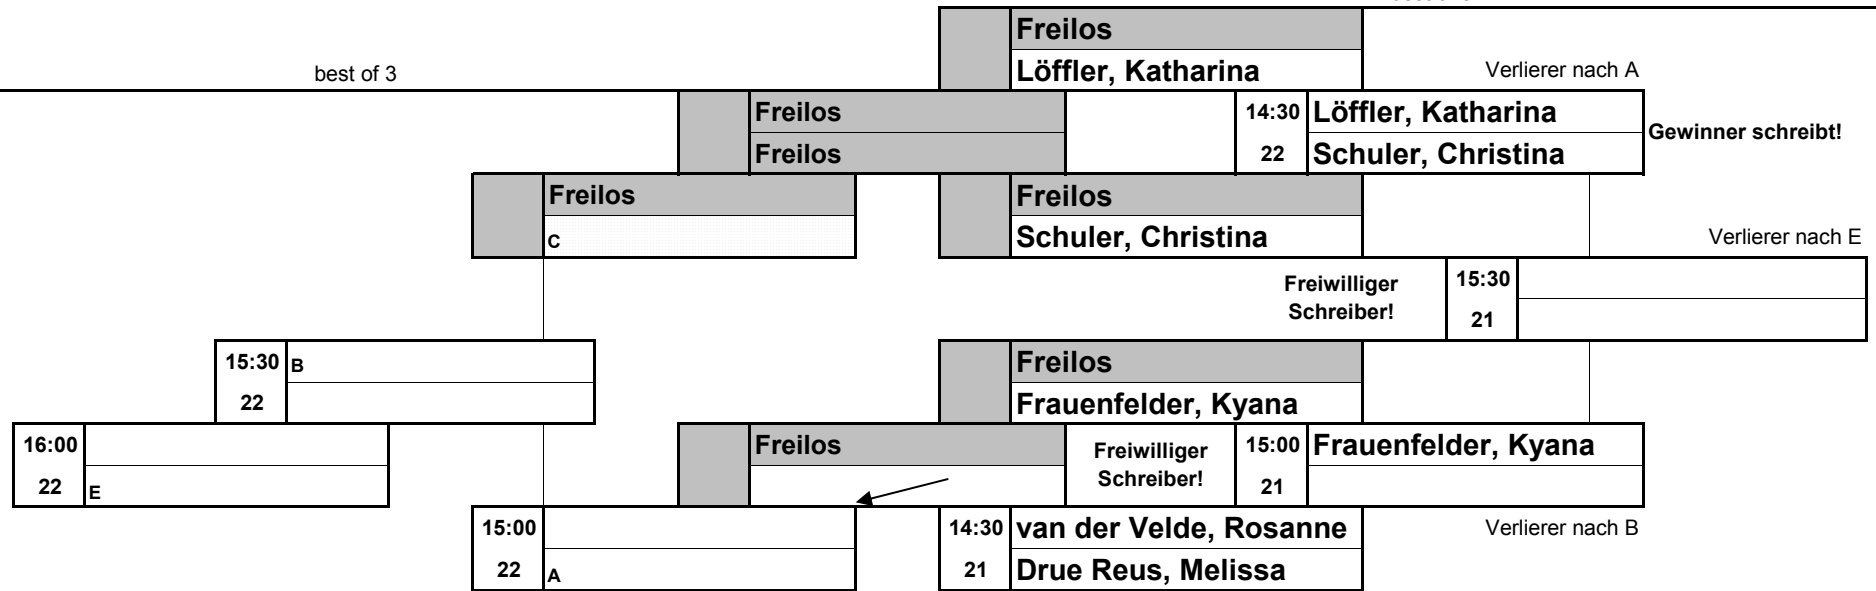 Freilos
best of 3
Löffler, Katharina
Verlierer nach A
Freilos
14:30 Löffler, Katharina
Gewinner schreibt!
Freilos
22 Schuler, Christina
Freilos
Freilos
C
Schuler, Christina
Verlierer nach E
Freiwilliger
Schreiber!
15:30
21
15:30 B
Freilos
22
Frauenfelder, Kyana
16:00
Freilos
Freiwilliger
Schreiber!
15:00 Frauenfelder, Kyana
22 E
21
15:00
14:30 van der Velde, Rosanne
Verlierer nach B
22 A
21 Drue Reus, Melissa